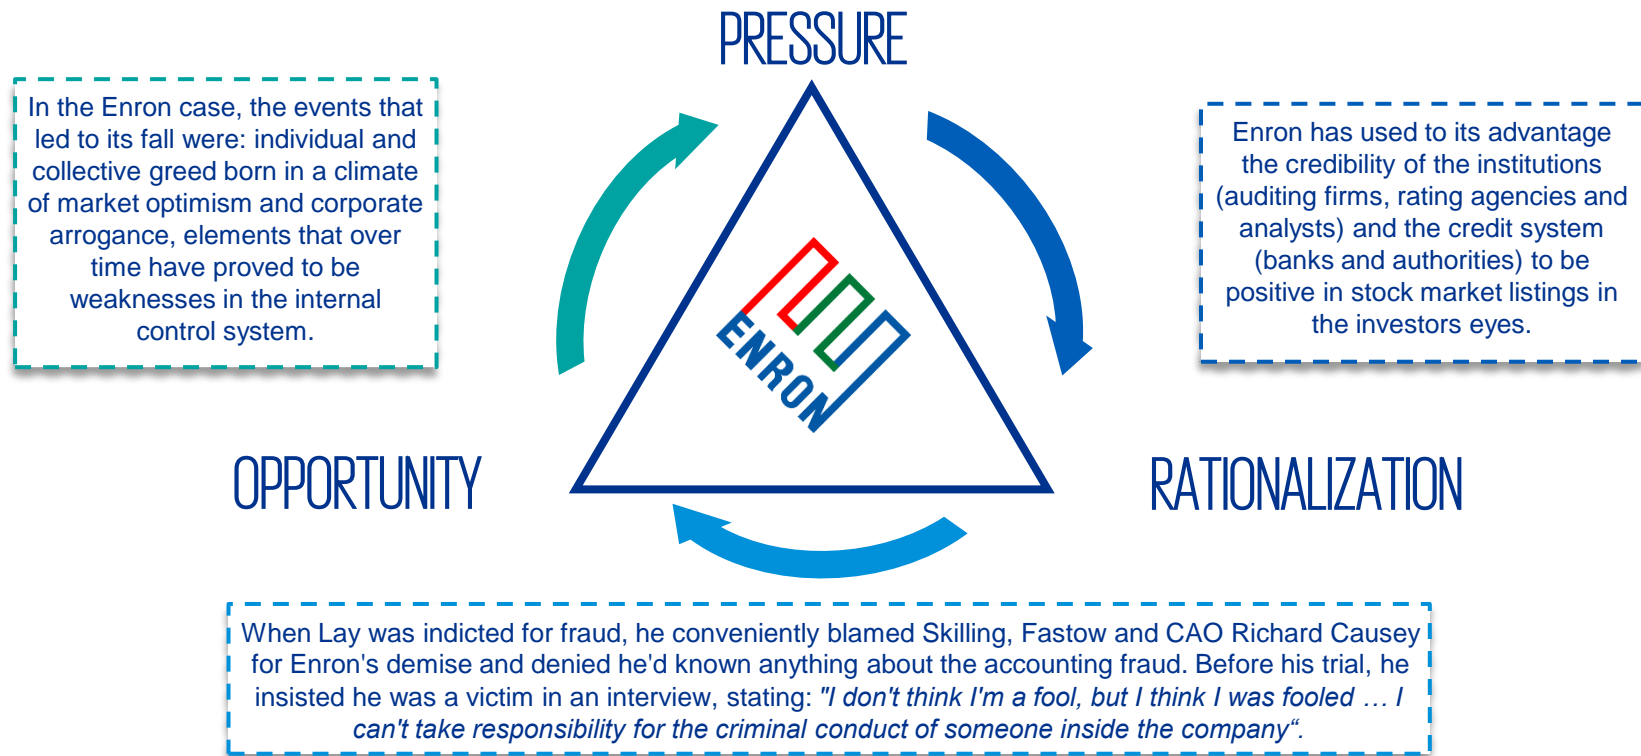 PRESSURE
In the Enron case, the events that
led to its fall were: individual and
collective greed born in a climate
of market optimism and corporate
arrogance, elements that over
time have proved to be
weaknesses in the internal
control system.
Enron has used to its advantage
the credibility of the institutions
(auditing firms, rating agencies and
analysts) and the credit system
(banks and authorities) to be
positive in stock market listings in
the investors eyes.
ENRON
OPPORTUNITY
RATIONALIZATION
When Lay was indicted for fraud, he conveniently blamed Skilling, Fastow and CAO Richard Causey
for Enron's demise and denied he'd known anything about the accounting fraud. Before his trial, he
insisted he was a victim in an interview, stating: "I don't think I'm a fool, but I think I was fooled … I
can't take responsibility for the criminal conduct of someone inside the company“.